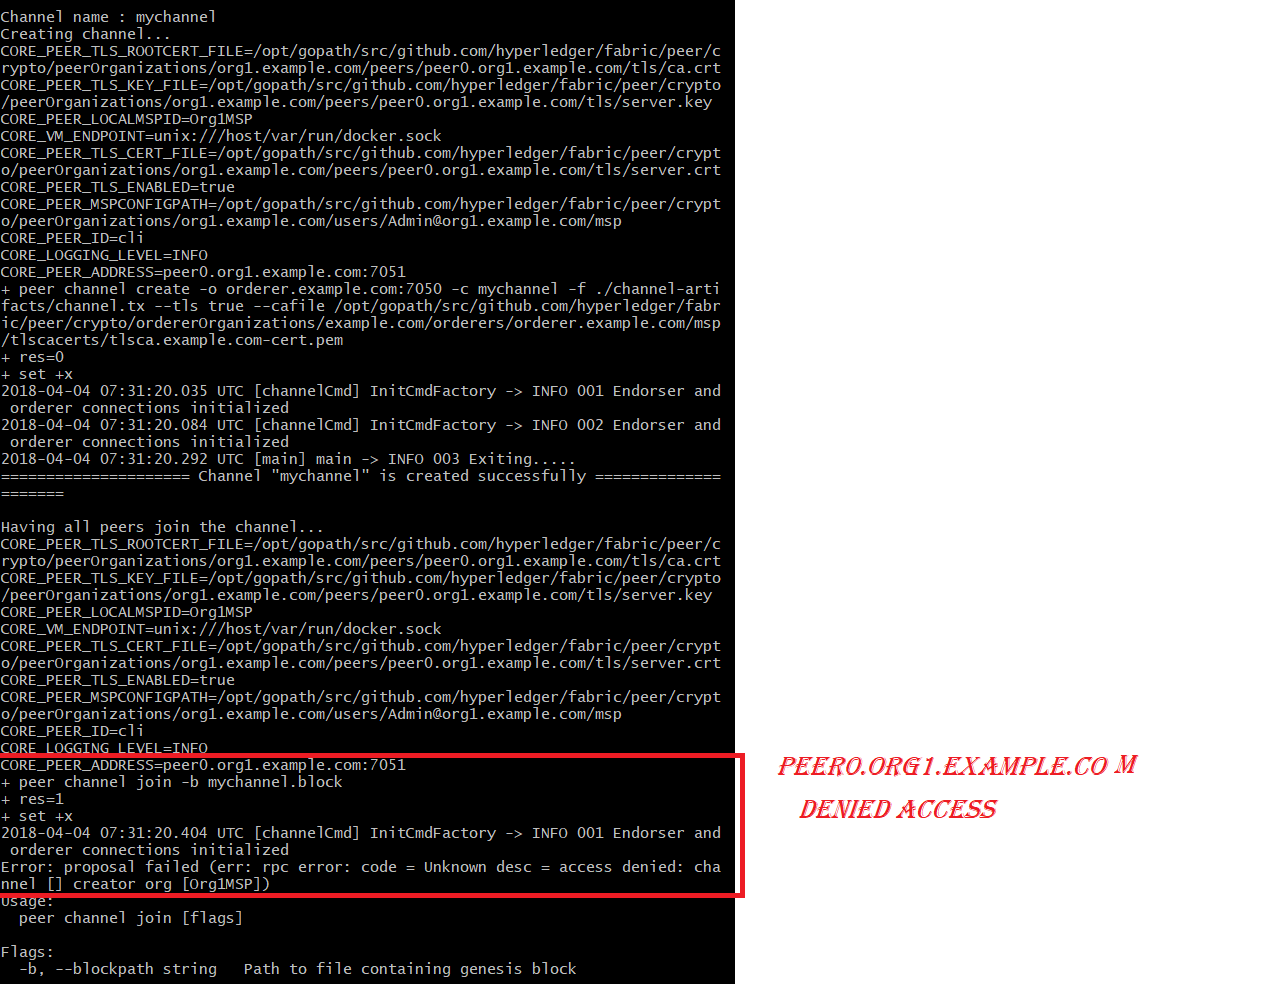 Channel name : mychannel
Creating channel...
CORE_PEER_TLS_ROOTCERT_FILE=/opt/gopath/src/github.com/hyperledger/fabric/peer/c
rypto/peerOrganizations/org1.example.com/peers/peer0.org1.example.com/tls/ca.crt
CORE_PEER_TLS_KEY_FILE=/opt/gopath/src/github.com/hyperledger/fabric/peer/crypto
/peerOrganizations/org1.example.com/peers/peer0.org1.example.com/tls/server.key
CORE_PEER_LOCALMSPID=Org1MSP
CORE_VM_ENDPOINT=unix:///host/var/run/docker.sock
CORE_PEER_TLS_CERT_FILE=/opt/gopath/src/github.com/hyperledger/fabric/peer/crypt
o/peerOrganizations/org1.example.com/peers/peer0.org1.example.com/tls/server.crt
CORE_PEER_TLS_ENABLED=true
CORE_PEER_MSPCONFIGPATH=/opt/gopath/src/github.com/hyperledger/fabric/peer/crypt
o/peerOrganizations/org1.example.com/users/Admin@org1.example.com/msp
CORE_PEER_ID=cli
CORE_LOGGING_LEVEL=INFO
CORE_PEER_ADDRESS=peer0.org1.example.com:7051
+ peer channel create -o orderer.example.com:7050 -c mychannel -f ./channel-arti
facts/channel.tx --tls true --cafile /opt/gopath/src/github.com/hyperledger/fabr
ic/peer/crypto/ordererOrganizations/example.com/orderers/orderer.example.com/msp
/tlscacerts/tlsca.example.com-cert.pem
+ res=0
+ set +x
2018-04-04 07:31:20.035 UTC [channelCmd] InitCmdFactory -> INFO 001 Endorser and
 orderer connections initialized
2018-04-04 07:31:20.084 UTC [channelCmd] InitCmdFactory -> INFO 002 Endorser and
 orderer connections initialized
2018-04-04 07:31:20.292 UTC [main] main -> INFO 003 Exiting.....
===================== Channel "mychannel" is created successfully ==============
=======
Having all peers join the channel...
CORE_PEER_TLS_ROOTCERT_FILE=/opt/gopath/src/github.com/hyperledger/fabric/peer/c
rypto/peerOrganizations/org1.example.com/peers/peer0.org1.example.com/tls/ca.crt
CORE_PEER_TLS_KEY_FILE=/opt/gopath/src/github.com/hyperledger/fabric/peer/crypto
/peerOrganizations/org1.example.com/peers/peer0.org1.example.com/tls/server.key
CORE_PEER_LOCALMSPID=Org1MSP
CORE_VM_ENDPOINT=unix:///host/var/run/docker.sock
CORE_PEER_TLS_CERT_FILE=/opt/gopath/src/github.com/hyperledger/fabric/peer/crypt
o/peerOrganizations/org1.example.com/peers/peer0.org1.example.com/tls/server.crt
CORE_PEER_TLS_ENABLED=true
CORE_PEER_MSPCONFIGPATH=/opt/gopath/src/github.com/hyperledger/fabric/peer/crypt
o/peerOrganizations/org1.example.com/users/Admin@org1.example.com/msp
CORE_PEER_ID=cli
CORE_LOGGING_LEVEL=INFO
CORE_PEER_ADDRESS=peer0.org1.example.com:7051
+ peer channel join -b mychannel.block
+ res=1
+ set +x
2018-04-04 07:31:20.404 UTC [channelCmd] InitCmdFactory -> INFO 001 Endorser and
 orderer connections initialized
Error: proposal failed (err: rpc error: code = Unknown desc = access denied: cha
nnel [] creator org [Org1MSP])
Usage:
  peer channel join [flags]
Flags:
  -b, --blockpath string   Path to file containing genesis block
PEER0.ORG1.EXAMPLE.CO M
DENIED ACCESS